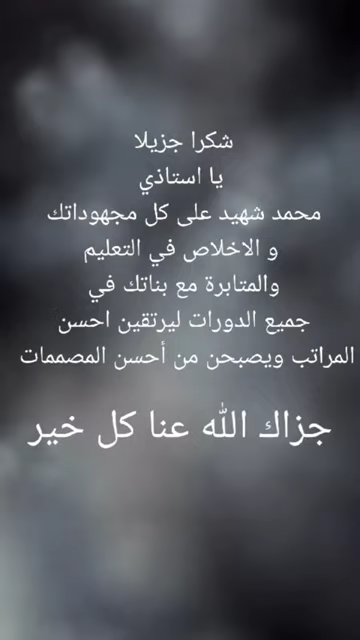 شكرا جزيلا
يا استاذي
محمد شهيد على كل مجهوداتك
و الاخلاص في التعليم
والمتابرة مع بناتك في
جميع الدورات ليرتقين احسن
المراتب ويصبحن من أحسن المصممات
جزاك الله عنا كل خير